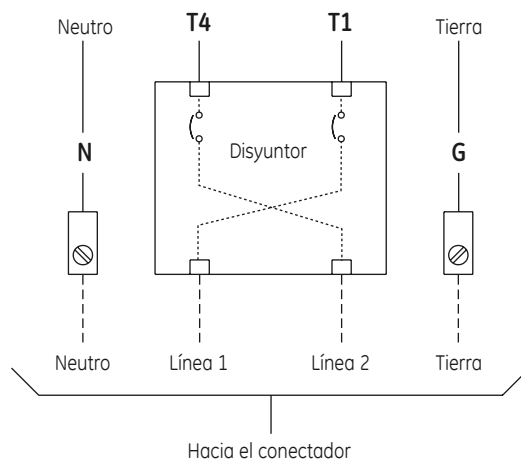 Neutro
T4
T1
Tierra
N
Disyuntor
G
Neutro
Línea 1
Línea 2
Tierra
Hacia el conectador